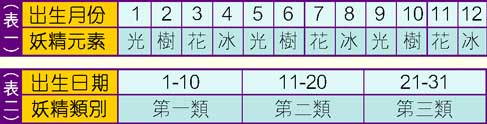 （表一）
出生月份 1 2 3 4 5 6 7 8 9 10 11 12
妖精元素 光 樹 花 冰 光 樹 花 冰 光 樹 花 冰
（表二）
出生日期 1-10 11-20 21-31
妖精類別 第一類 第二類 第三類